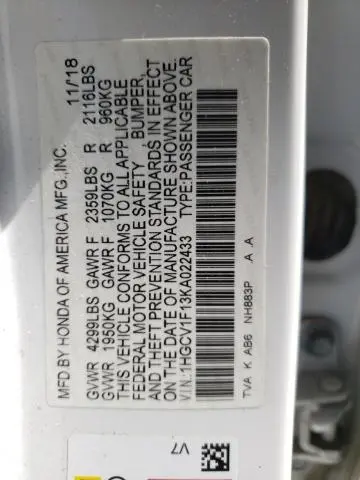 MFD BY HONDA OF AMERICA MFG.,INC. 11/18
GVWR 4299LBS GAWR F 2359LBS R 2116LBS
GVWR 1950KG GAWR F 1070KG R 960KG
THIS VEHICLE CONFORMS TO ALL APPLICABLE
FEDERAL MOTOR VEHICLE SAFETY BUMPER,
AND THEFT PREVENTION STANDARDS IN EFFECT
ON THE DATE OF MANUFACTURE SHOWN ABOVE.
V.I.N.:1HGCV1F13KA022433 TYPE:PASSENGER CAR
TVA K AB6 NH883P A .A
V7